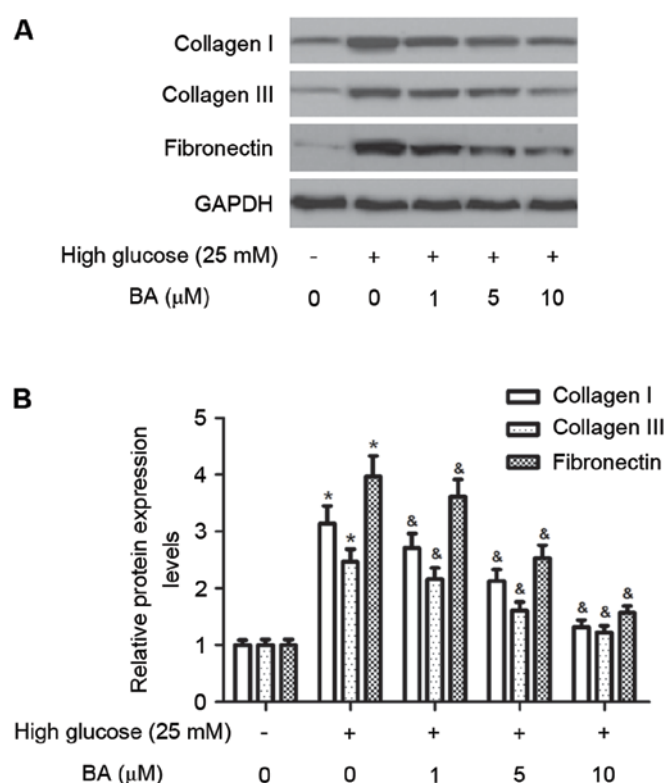 A
Collagen I
Collagen III
Fibronectin
GAPDH
High glucose (25 mM) - + + + +
BA (μM) 0 0 1 5 10
B
Collagen I
Collagen III
Fibronectin
Relative protein expression
levels
5
4
3
2
1
0
* * *
& & &
& & &
& & &
High glucose (25 mM) - + + + +
BA (μM) 0 0 1 5 10